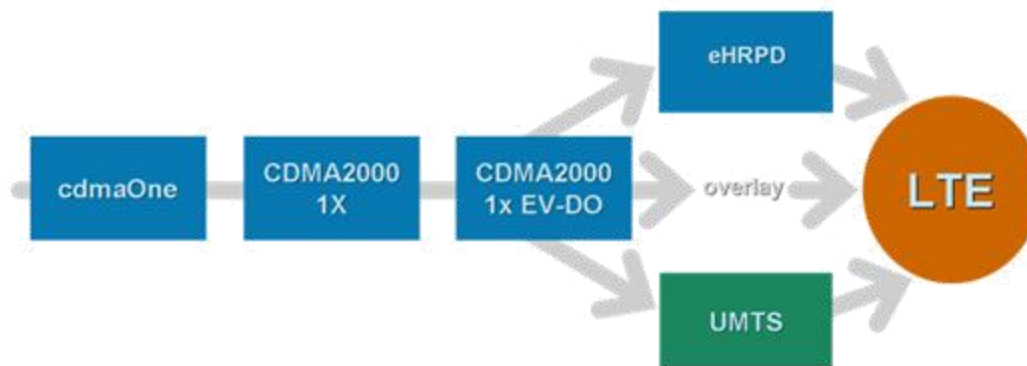 eHRPD
cdmaOne
CDMA2000
1X
CDMA2000
1x EV-DO
overlay
LTE
UMTS